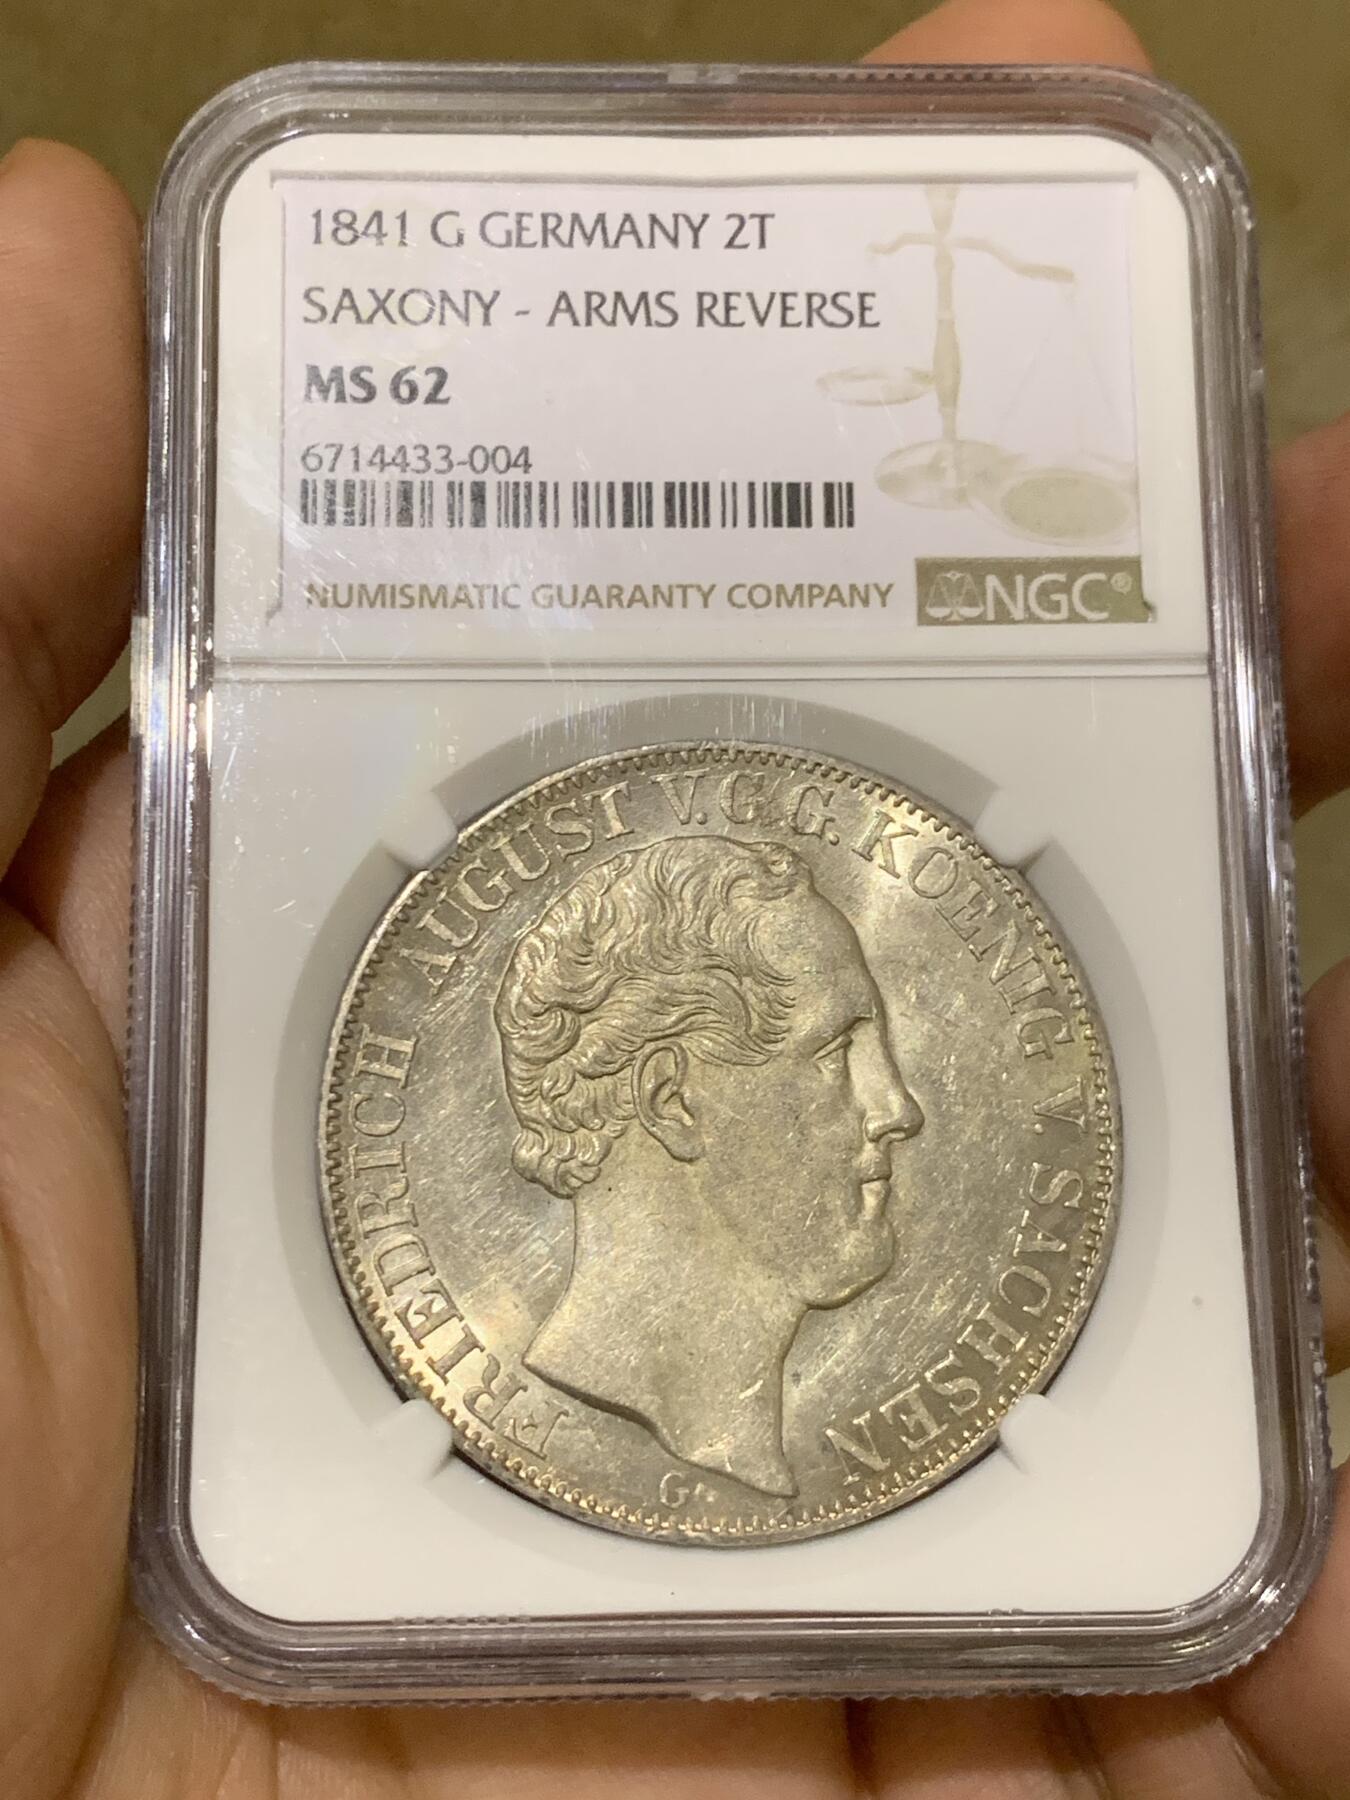 1841 G GERMANY 2T
SAXONY - ARMS REVERSE
MS 62
6714433-004
NUMISMATIC GUARANTY COMPANY
NGC®
FRIEDRICH AUGUST V. G. G. KOENIG V. SACHSEN
G